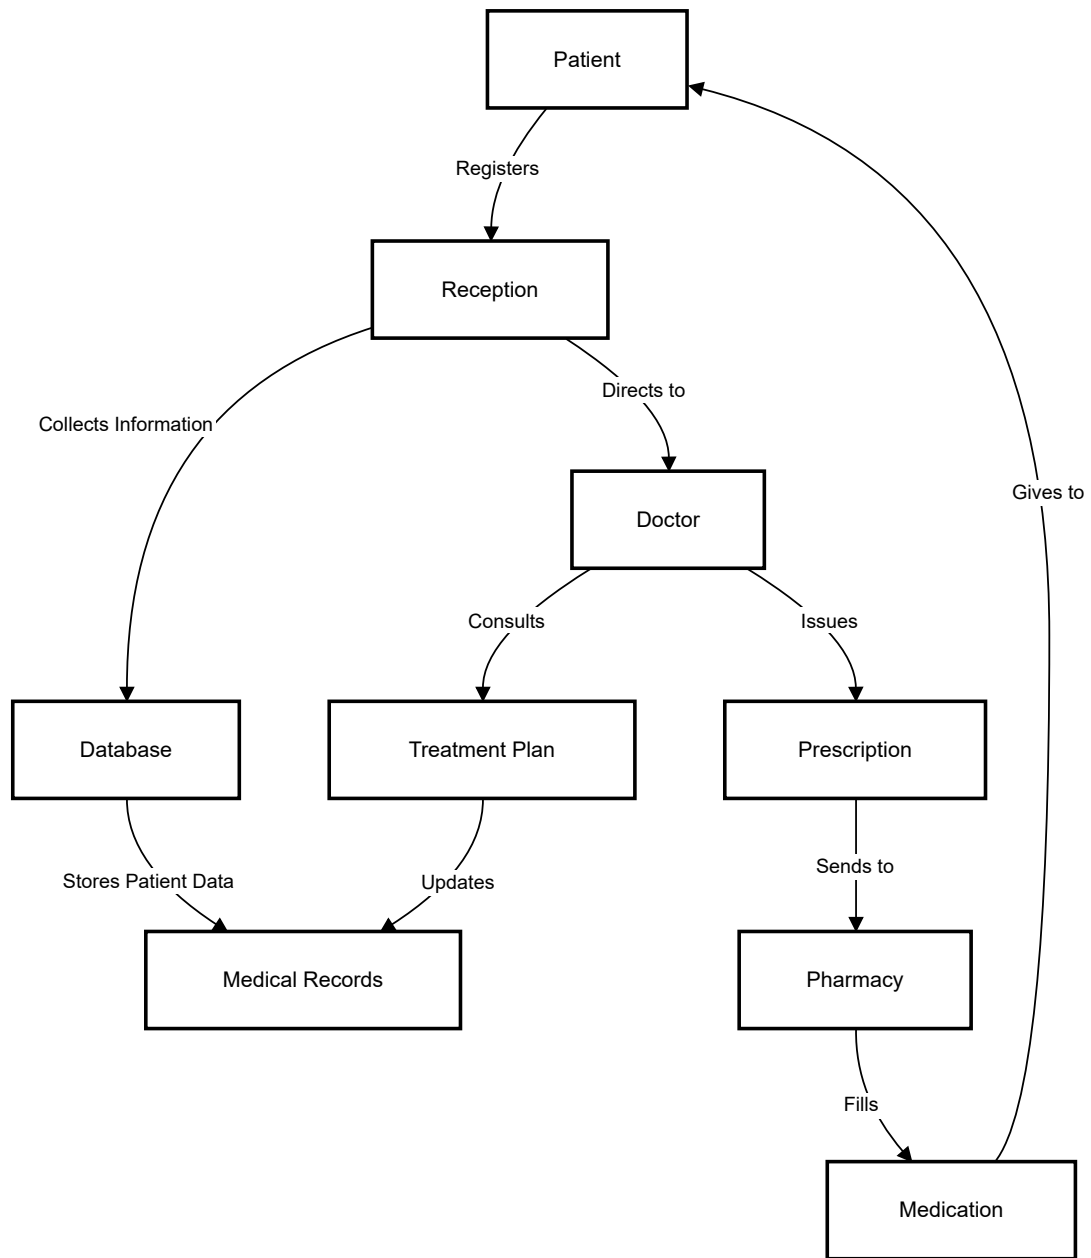 Patient
Registers
Reception
Directs to
Collects Information
Gives to
Doctor
Consults
Issues
Database
Treatment Plan
Prescription
Sends to
Stores Patient Data
Updates
Medical Records
Pharmacy
Fills
Medication